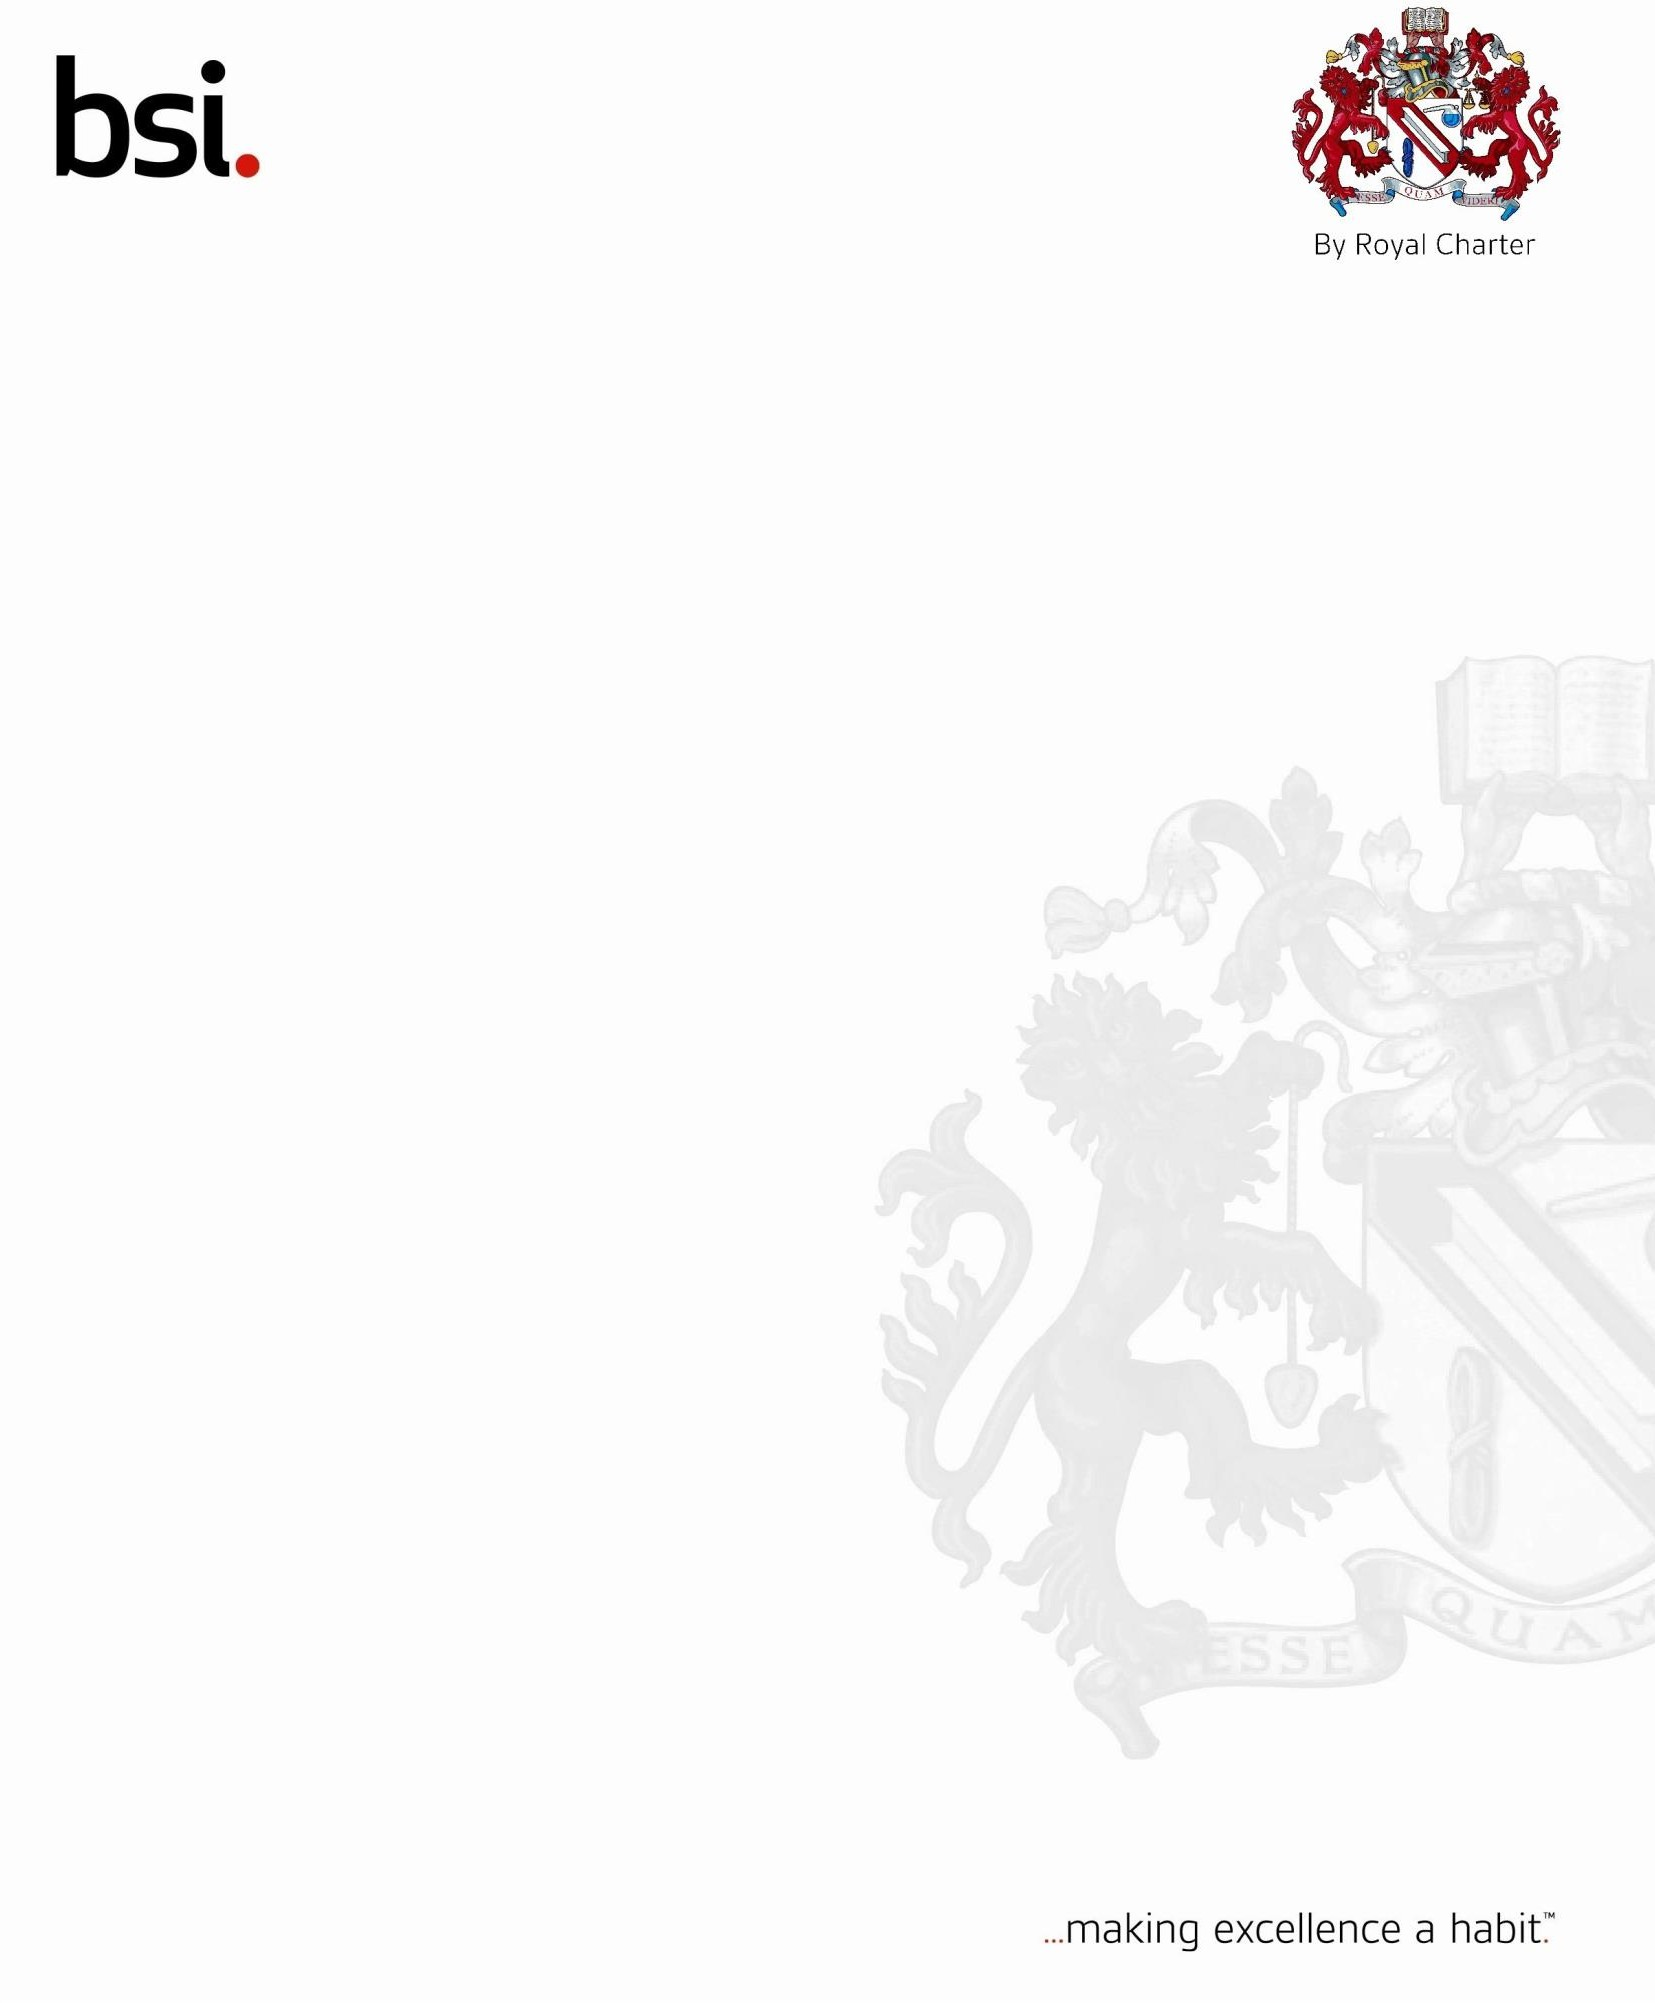 bsi.
ESSE QUAM VIDERI
By Royal Charter
ESSE QUAM
...making excellence a habit.™